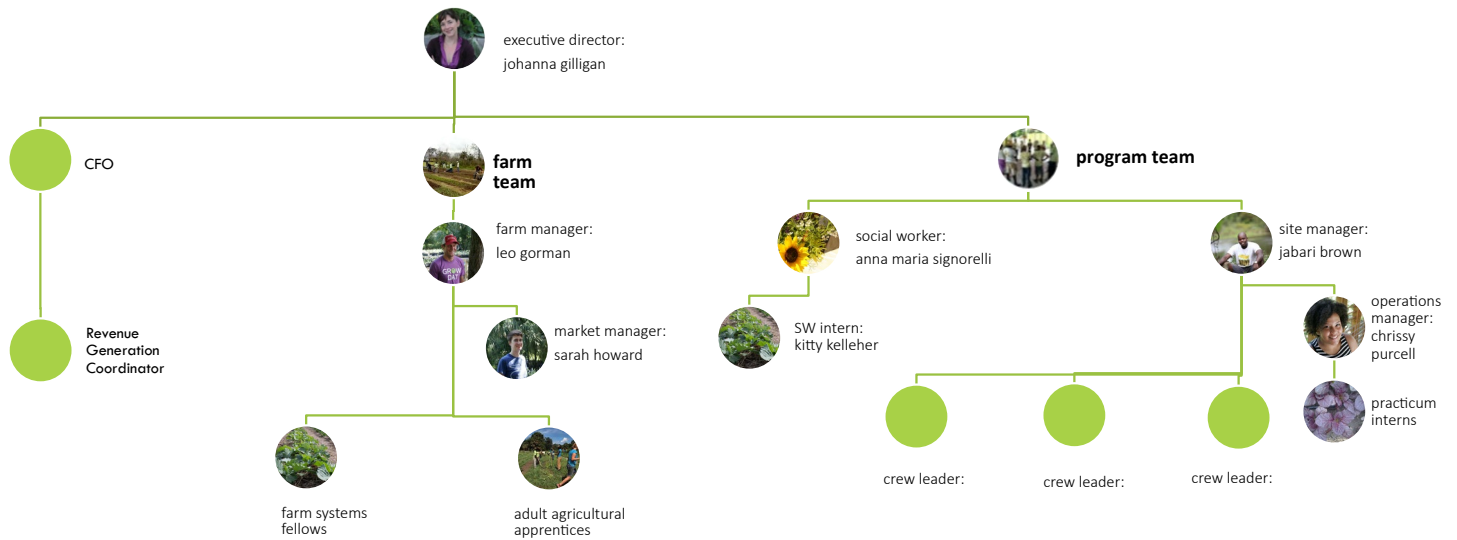 executive director:
johanna gilligan
CFO
farm
team
program team
farm manager:
leo gorman
social worker:
anna maria signorelli
site manager:
jabari brown
market manager:
sarah howard
Revenue
Generation
Coordinator
SW intern:
kitty kelleher
operations
manager:
chrissy
purcell
practicum
interns
crew leader:
crew leader:
crew leader:
farm systems
fellows
adult agricultural
apprentices